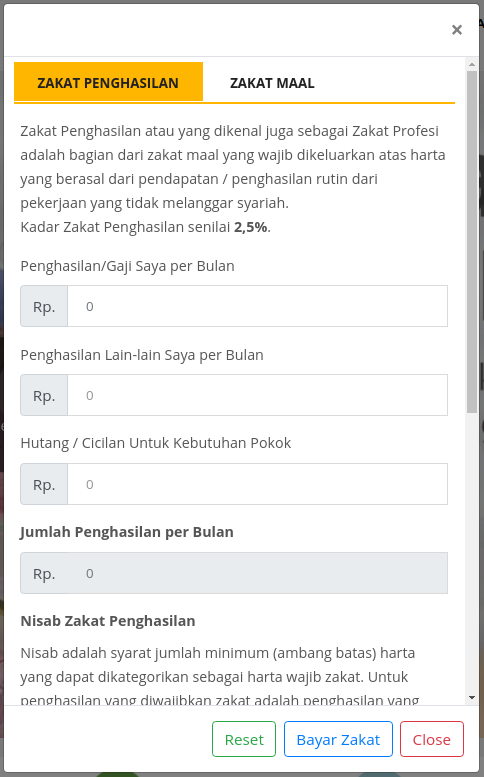 ×
ZAKAT PENGHASILAN
ZAKAT MAAL
Zakat Penghasilan atau yang dikenal juga sebagai Zakat Profesi
adalah bagian dari zakat maal yang wajib dikeluarkan atas harta
yang berasal dari pendapatan / penghasilan rutin dari
pekerjaan yang tidak melanggar syariah.
Kadar Zakat Penghasilan senilai 2,5%.
Penghasilan/Gaji Saya per Bulan
Rp. 0
Penghasilan Lain-lain Saya per Bulan
Rp. 0
Hutang / Cicilan Untuk Kebutuhan Pokok
Rp. 0
Jumlah Penghasilan per Bulan
Rp. 0
Nisab Zakat Penghasilan
Nisab adalah syarat jumlah minimum (ambang batas) harta
yang dapat dikategorikan sebagai harta wajib zakat. Untuk
penghasilan yang diwajibkan zakat adalah penghasilan yang
Reset
Bayar Zakat
Close